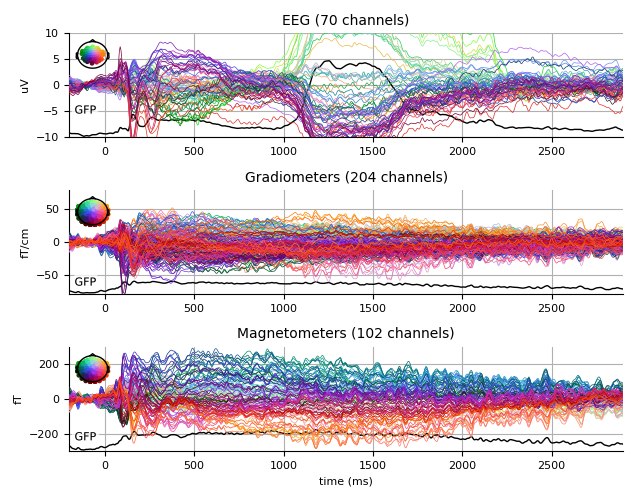 EEG (70 channels)
10
5
0
−5
−10
uV
GFP
0 500 1000 1500 2000 2500
Gradiometers (204 channels)
50
0
−50
fT/cm
GFP
0 500 1000 1500 2000 2500
Magnetometers (102 channels)
200
0
−200
fT
GFP
0 500 1000 1500 2000 2500
time (ms)